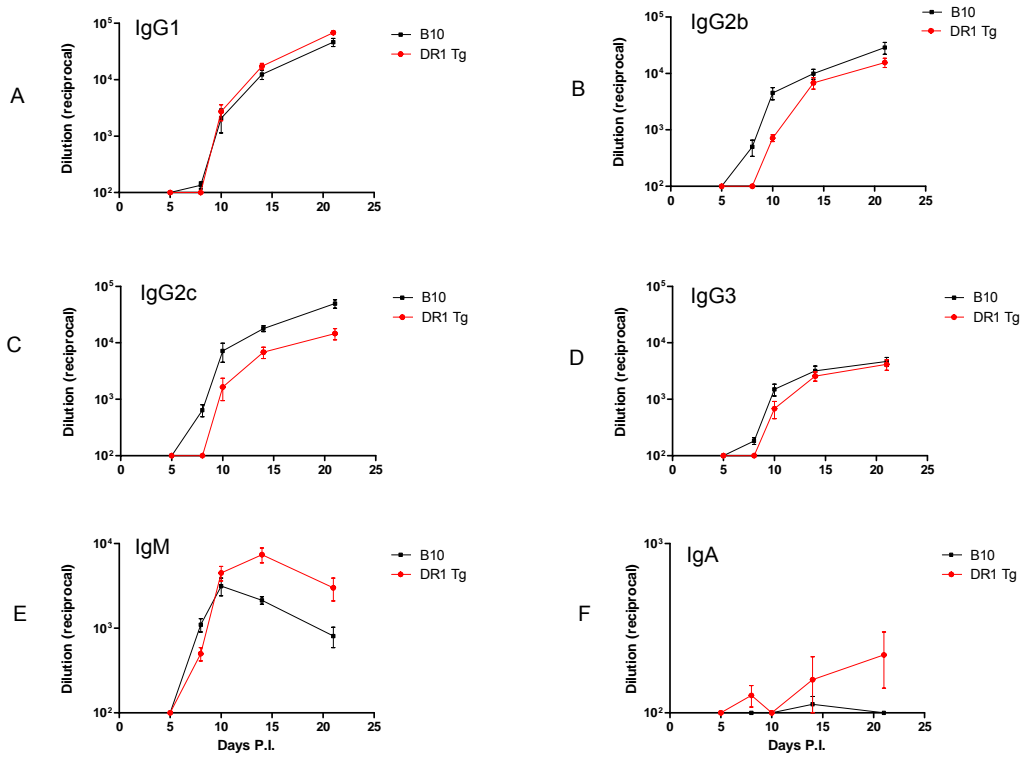 IgG1
B10
DR1 Tg
A
Dilution (reciprocal)
10⁵
10⁴
10³
10²
0 5 10 15 20 25
IgG2b
B10
DR1 Tg
B
Dilution (reciprocal)
10⁵
10⁴
10³
10²
0 5 10 15 20 25
IgG2c
B10
DR1 Tg
C
Dilution (reciprocal)
10⁵
10⁴
10³
10²
0 5 10 15 20 25
IgG3
B10
DR1 Tg
D
Dilution (reciprocal)
10⁵
10⁴
10³
10²
0 5 10 15 20 25
IgM
B10
DR1 Tg
E
Dilution (reciprocal)
10⁴
10³
10²
0 5 10 15 20 25
Days P.I.
IgA
B10
DR1 Tg
F
Dilution (reciprocal)
10³
10²
0 5 10 15 20 25
Days P.I.